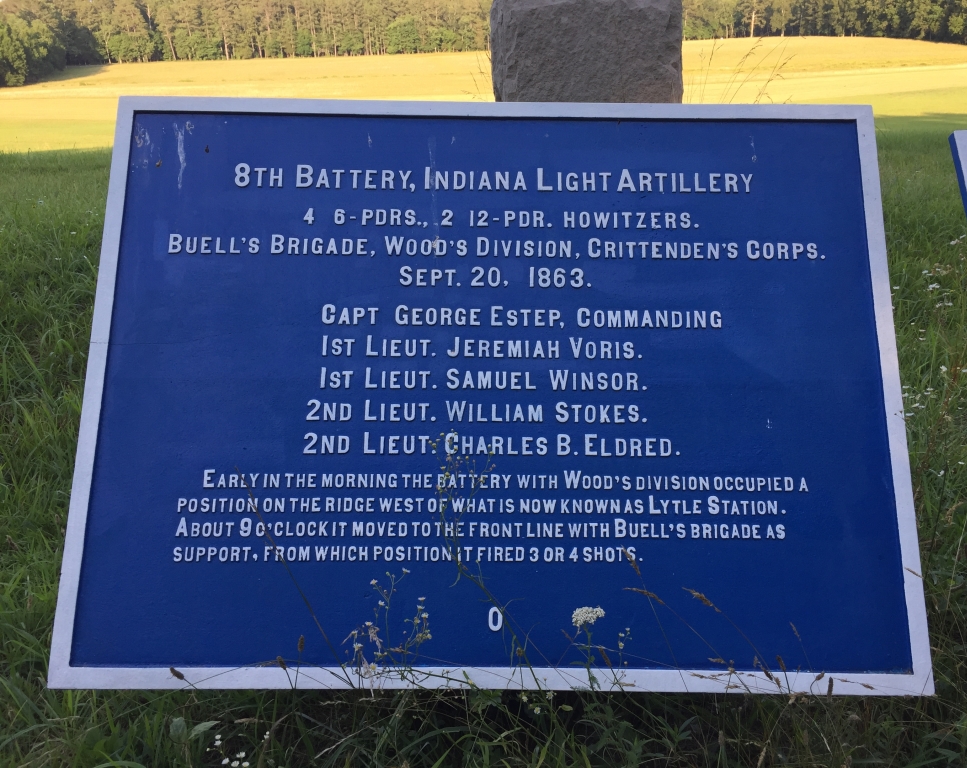 8TH BATTERY, INDIANA LIGHT ARTILLERY
4 6-PDRS., 2 12-PDR. HOWITZERS.
BUELL'S BRIGADE, WOOD'S DIVISION, CRITTENDEN'S CORPS.
SEPT. 20, 1863.
CAPT GEORGE ESTEP, COMMANDING
1ST LIEUT. JEREMIAH VORIS.
1ST LIEUT. SAMUEL WINSOR.
2ND LIEUT. WILLIAM STOKES.
2ND LIEUT. CHARLES B. ELDRED.
EARLY IN THE MORNING THE BATTERY WITH WOOD'S DIVISION OCCUPIED A
POSITION ON THE RIDGE WEST OF WHAT IS NOW KNOWN AS LYTLE STATION.
ABOUT 9 O'CLOCK IT MOVED TO THE FRONT LINE WITH BUELL'S BRIGADE AS
SUPPORT, FROM WHICH POSITION IT FIRED 3 OR 4 SHOTS.
0